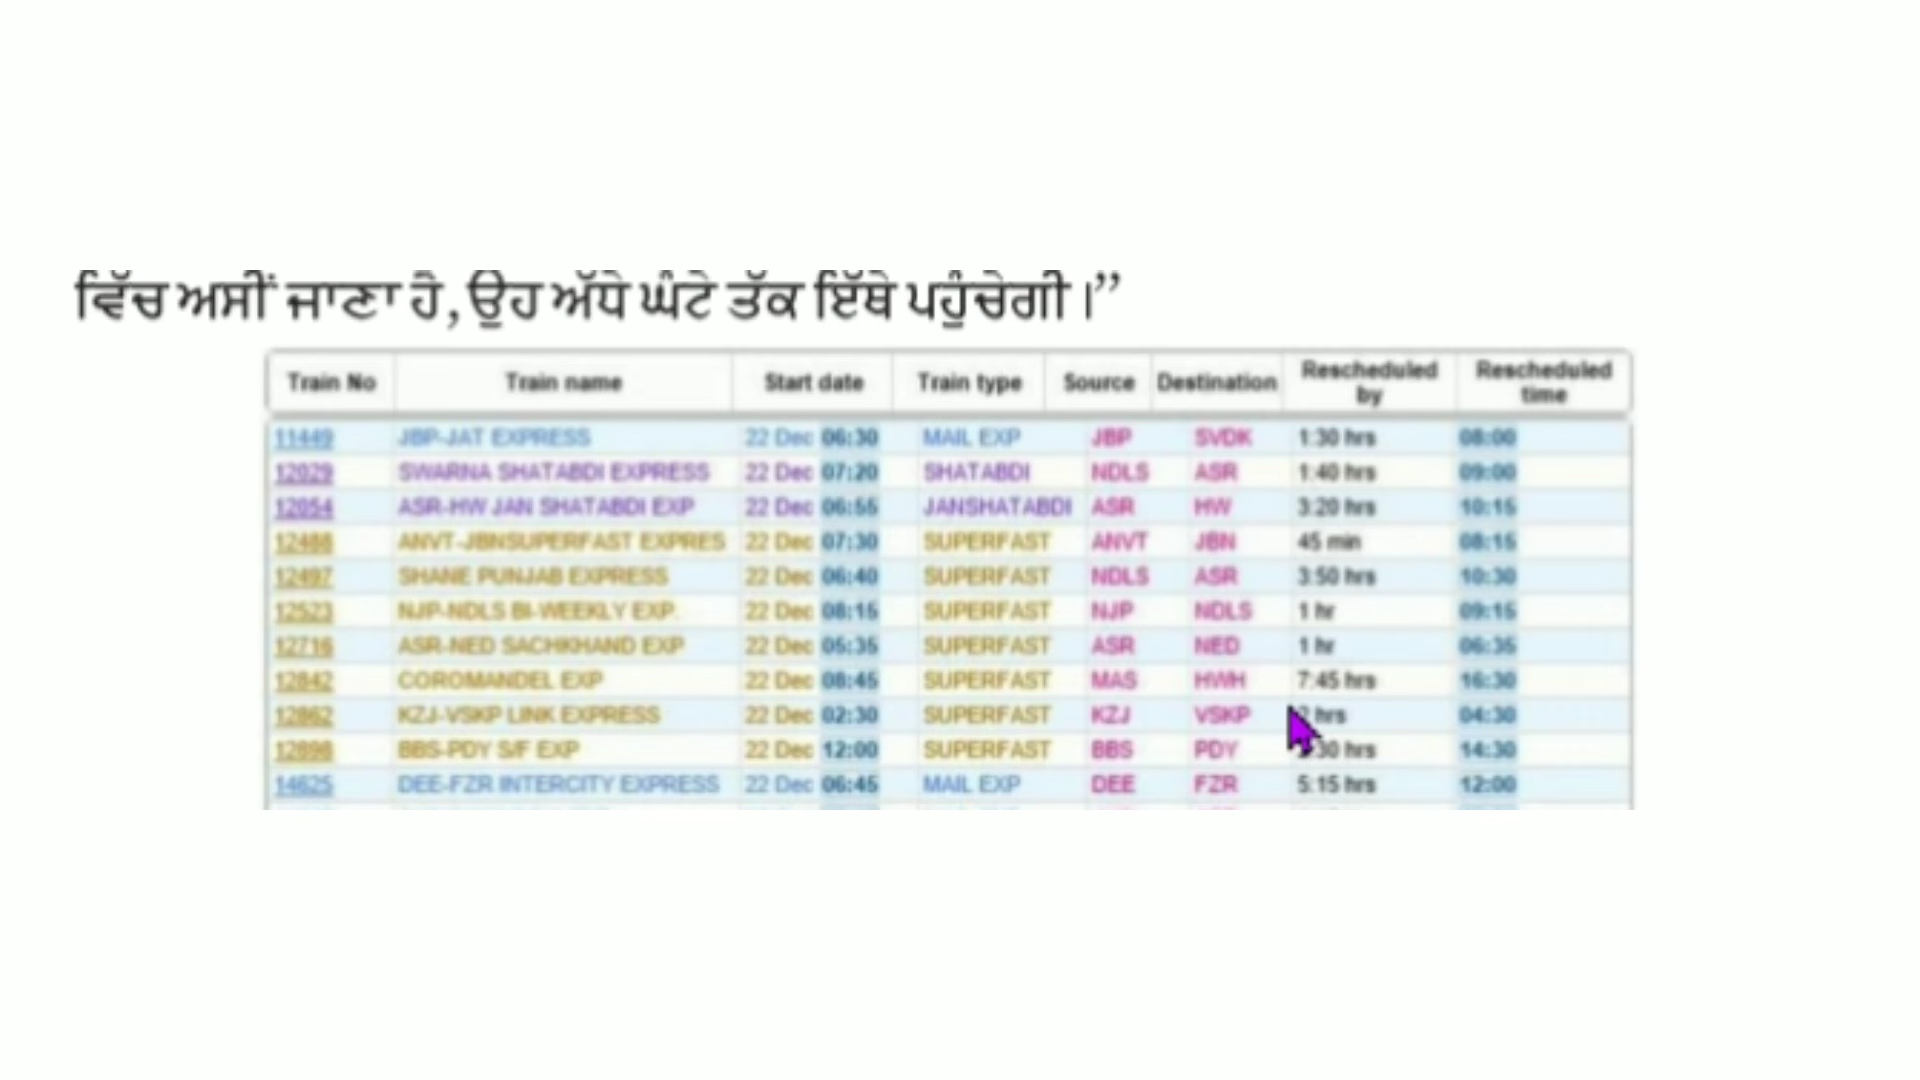 ਵਿੱਚ ਅਸੀਂ ਜਾਣਾ ਹੈ, ਉਹ ਅੱਧੇ ਘੰਟੇ ਤੱਕ ਇੱਥੇ ਪਹੁੰਚੇਗੀ।”
Train No Train name Start date Train type Source Destination Rescheduled by Rescheduled time
11449 JBP-JAT EXPRESS 22 Dec 06:30 MAIL EXP JBP SVDK 1:30 hrs 08:00
12029 SWARNA SHATABDI EXPRESS 22 Dec 07:20 SHATABDI NDLS ASR 1:40 hrs 09:00
12054 ASR-HW JAN SHATABDI EXP 22 Dec 06:55 JANSHATABDI ASR HW 3:20 hrs 10:15
12488 ANVT-JBNSUPERFAST EXPRES 22 Dec 07:30 SUPERFAST ANVT JBN 45 min 08:15
12497 SHANE PUNJAB EXPRESS 22 Dec 06:40 SUPERFAST NDLS ASR 3:50 hrs 10:30
12523 NJP-NDLS BI-WEEKLY EXP. 22 Dec 08:15 SUPERFAST NJP NDLS 1 hr 09:15
12716 ASR-NED SACHKHAND EXP 22 Dec 05:35 SUPERFAST ASR NED 1 hr 06:35
12842 COROMANDEL EXP 22 Dec 08:45 SUPERFAST MAS HWH 7:45 hrs 16:30
12862 KZJ-VSKP LINK EXPRESS 22 Dec 02:30 SUPERFAST KZJ VSKP hrs 04:30
12898 BBS-PDY S/F EXP 22 Dec 12:00 SUPERFAST BBS PDY :30 hrs 14:30
14625 DEE-FZR INTERCITY EXPRESS 22 Dec 06:45 MAIL EXP DEE FZR 5:15 hrs 12:00